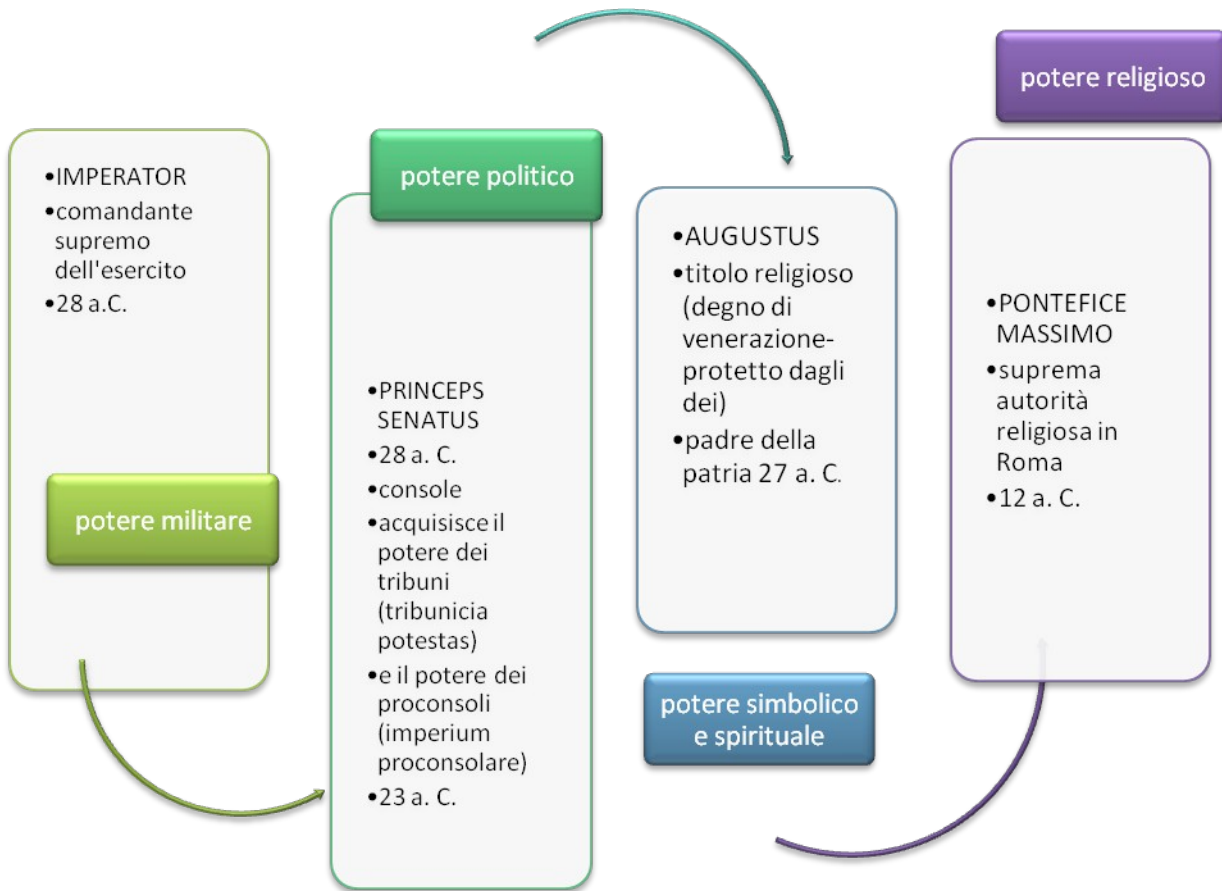 •IMPERATOR
•comandante
supremo
dell'esercito
•28 a.C.
potere militare
potere politico
•PRINCEPS
SENATUS
•28 a. C.
•console
•acquisisce il
potere dei
tribuni
(tribunicia
potestas)
•e il potere dei
proconsoli
(imperium
proconsolare)
•23 a. C.
•AUGUSTUS
•titolo religioso
(degno di
venerazione-
protetto dagli
dei)
•padre della
patria 27 a. C.
potere simbolico
e spirituale
potere religioso
•PONTEFICE
MASSIMO
•suprema
autorità
religiosa in
Roma
•12 a. C.